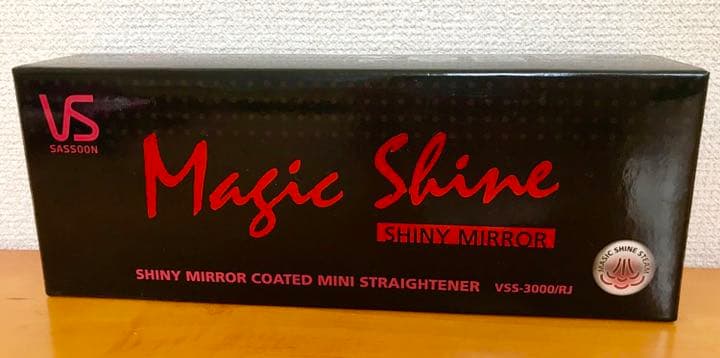 VS
SASSOON
Magic Shine
SHINY MIRROR
MAGIC SHINE STEAM
SHINY MIRROR COATED MINI STRAIGHTENER VSS-3000/RJ